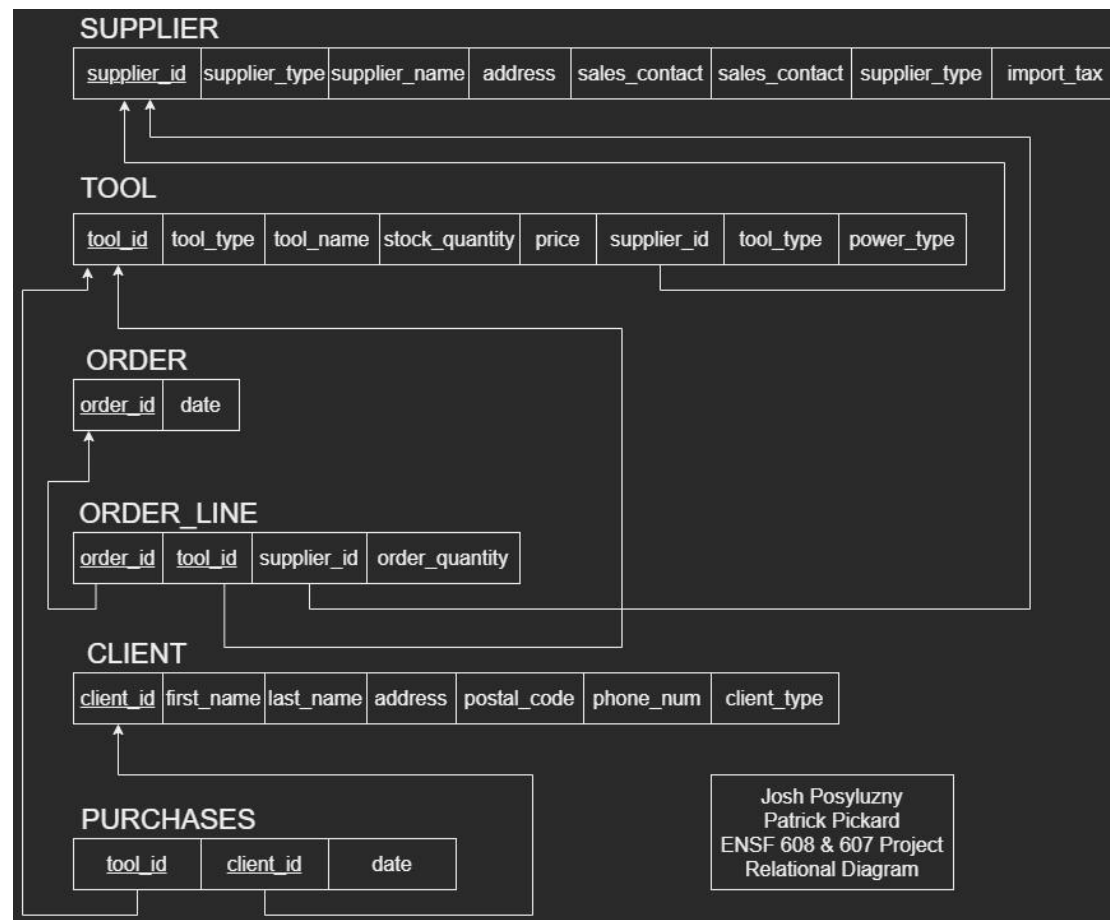 SUPPLIER
supplier_id supplier_type supplier_name address sales_contact sales_contact supplier_type import_tax
TOOL
tool_id tool_type tool_name stock_quantity price supplier_id tool_type power_type
ORDER
order_id date
ORDER_LINE
order_id tool_id supplier_id order_quantity
CLIENT
client_id first_name last_name address postal_code phone_num client_type
PURCHASES
tool_id client_id date
Josh Posyluzny
Patrick Pickard
ENSF 608 & 607 Project
Relational Diagram